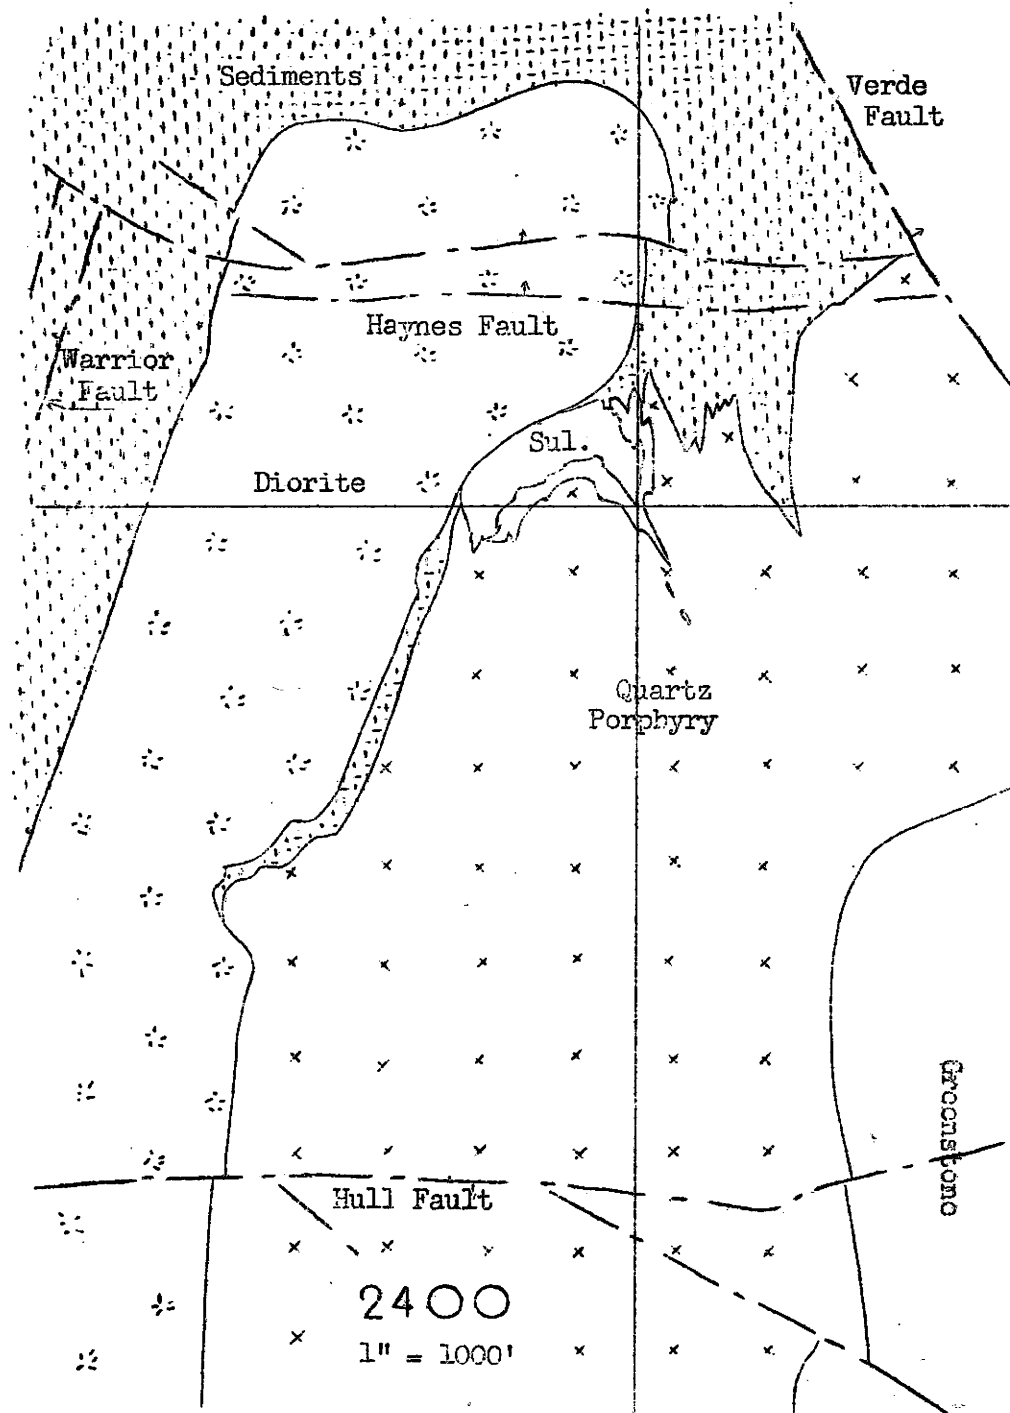 Sediments
Verde
Fault
Haynes Fault
Warrior
Fault
Sul.
Diorite
Quartz
Porphyry
Greenstone
Hull Fault
2400
1" = 1000'